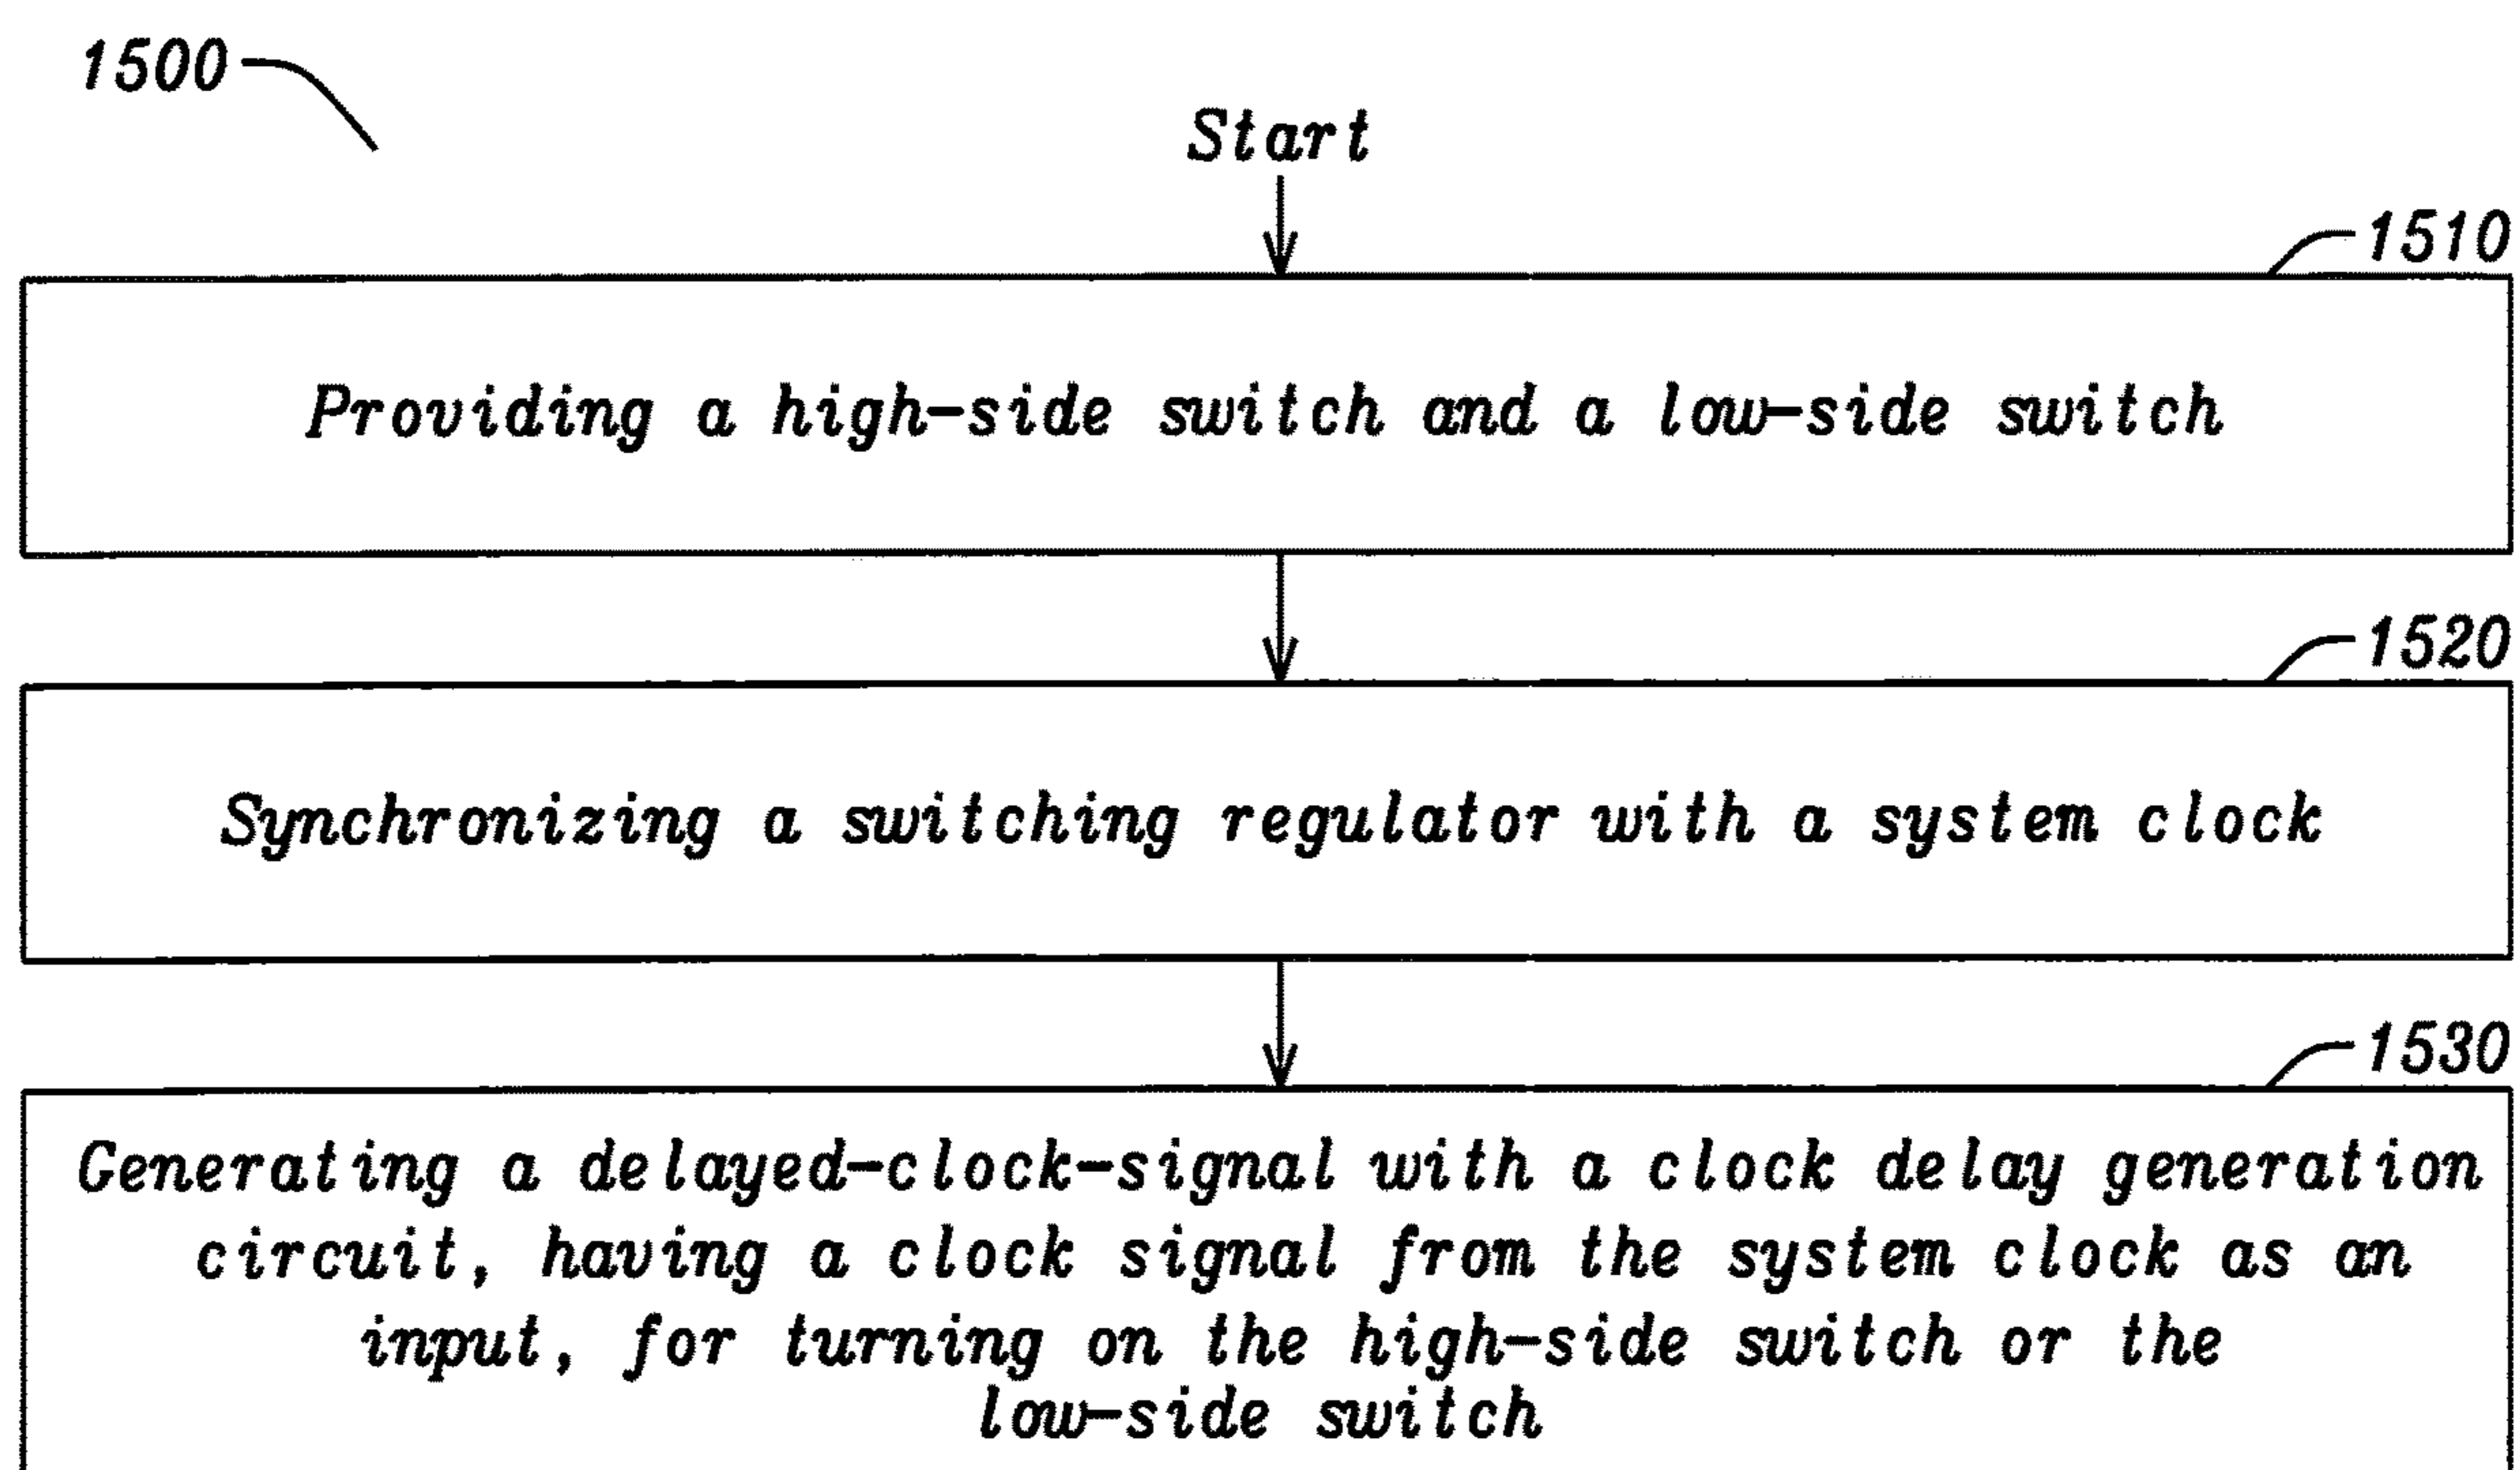 1500
Start
1510
Providing a high-side switch and a low-side switch
1520
Synchronizing a switching regulator with a system clock
1530
Generating a delayed-clock-signal with a clock delay generation
circuit, having a clock signal from the system clock as an
input, for turning on the high-side switch or the
low-side switch